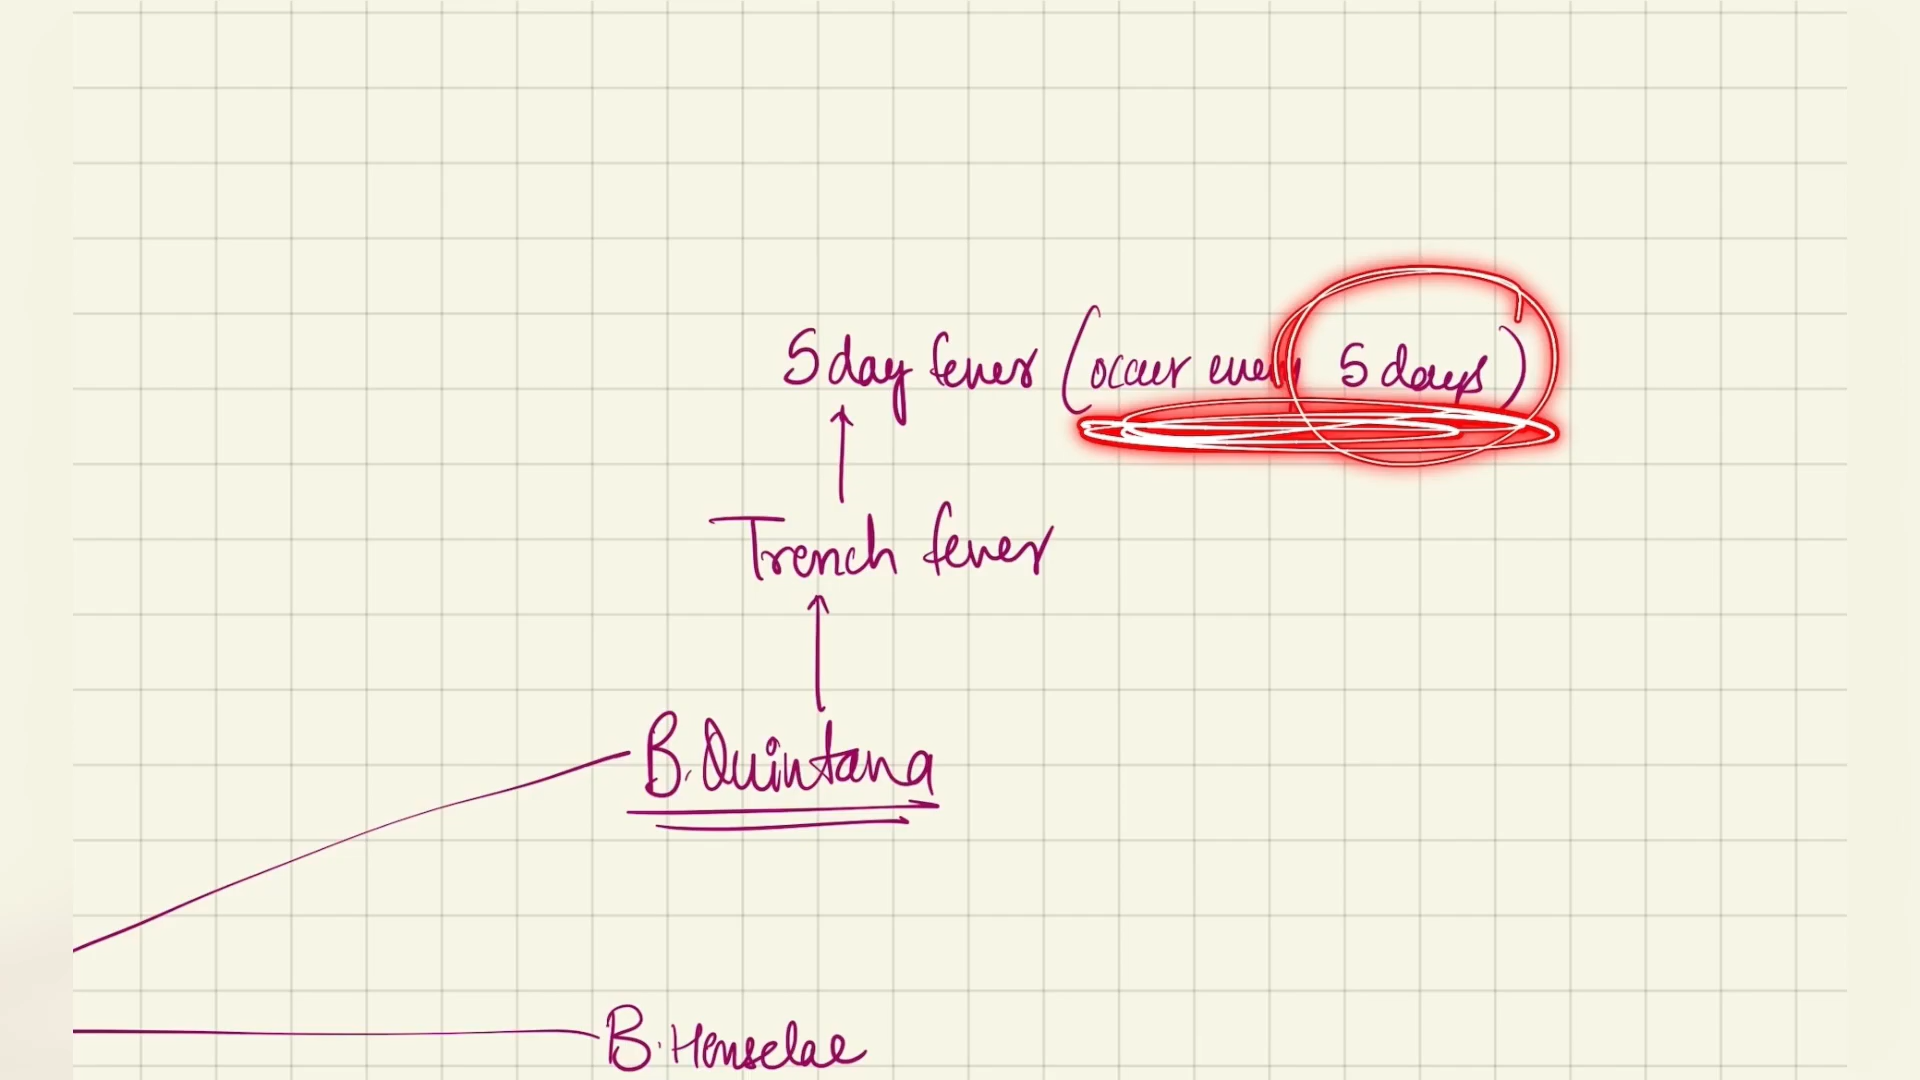 5 day fever (occur every 5 days)
Trench fever
B. Quintana
B. Henselae